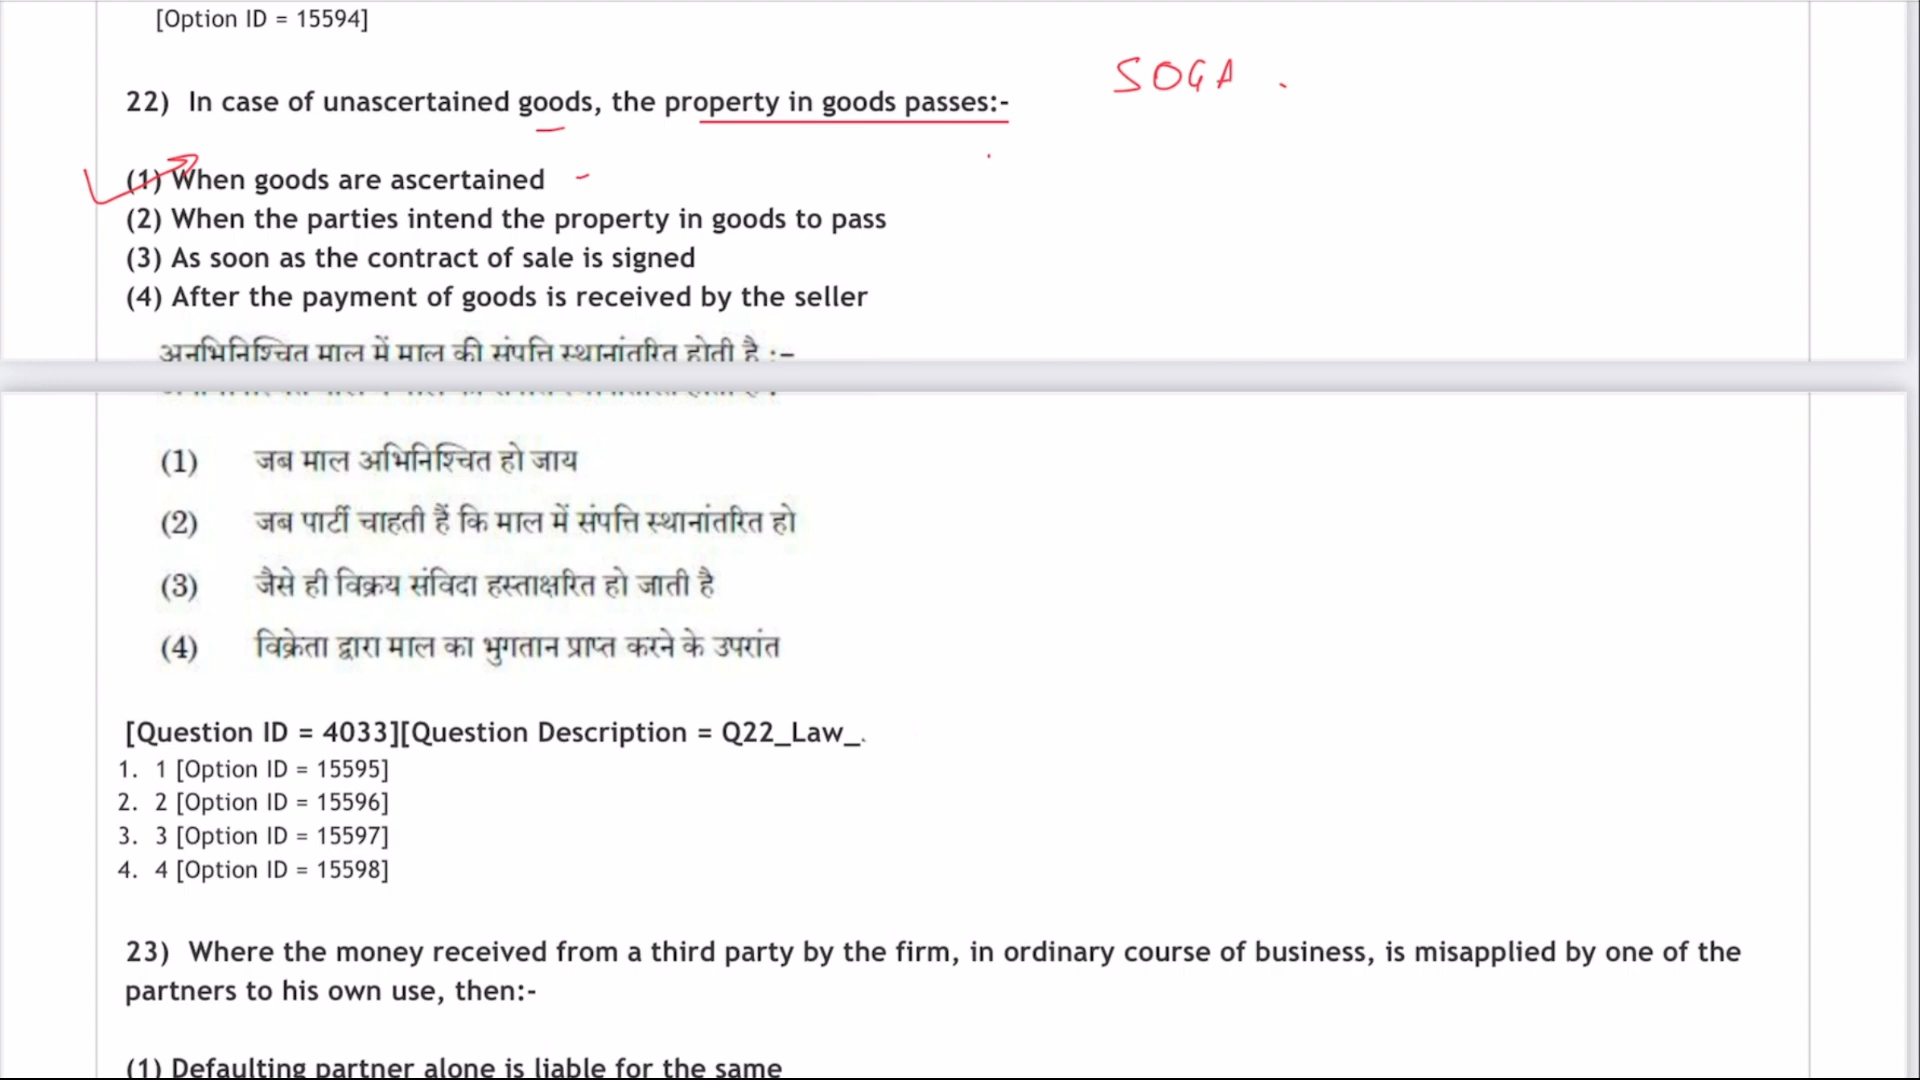 [Option ID = 15594]
SOGA .
22) In case of unascertained goods, the property in goods passes:-
(1) When goods are ascertained
(2) When the parties intend the property in goods to pass
(3) As soon as the contract of sale is signed
(4) After the payment of goods is received by the seller
अनभिनिश्चित माल में माल की संपत्ति स्थानांतरित होती है :-
(1) जब माल अभिनिश्चित हो जाय
(2) जब पार्टी चाहती हैं कि माल में संपत्ति स्थानांतरित हो
(3) जैसे ही विक्रय संविदा हस्ताक्षरित हो जाती है
(4) विक्रेता द्वारा माल का भुगतान प्राप्त करने के उपरांत
[Question ID = 4033][Question Description = Q22_Law_.
1. 1 [Option ID = 15595]
2. 2 [Option ID = 15596]
3. 3 [Option ID = 15597]
4. 4 [Option ID = 15598]
23) Where the money received from a third party by the firm, in ordinary course of business, is misapplied by one of the
partners to his own use, then:-
(1) Defaulting partner alone is liable for the same